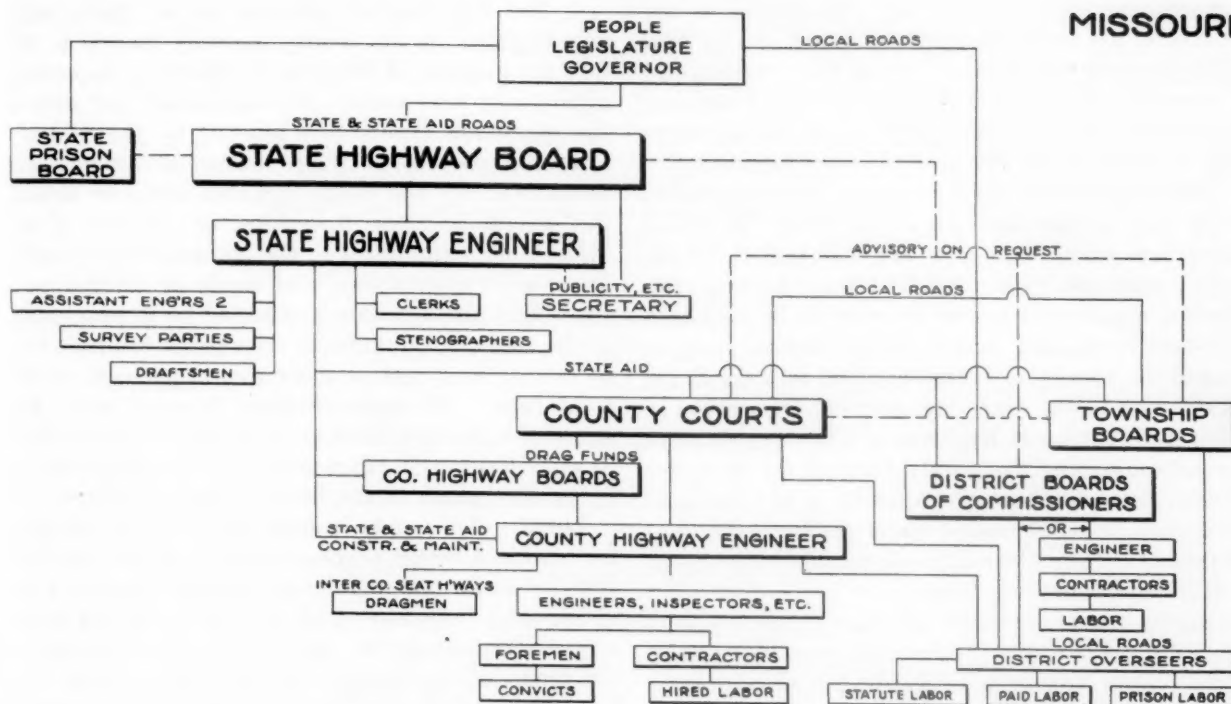 PEOPLE
LEGISLATURE
GOVERNOR
MISSOURI
LOCAL ROADS
STATE
PRISON
BOARD
STATE & STATE AID ROADS
STATE HIGHWAY BOARD
STATE HIGHWAY ENGINEER
ADVISORY ON REQUEST
PUBLICITY, ETC.
SECRETARY
LOCAL ROADS
ASSISTANT ENG'RS 2
CLERKS
SURVEY PARTIES
STENOGRAPHERS
DRAFTSMEN
STATE AID
COUNTY COURTS
TOWNSHIP
BOARDS
DRAG FUNDS
CO. HIGHWAY BOARDS
DISTRICT BOARDS
OF COMMISSIONERS
STATE & STATE AID
CONSTR. & MAINT.
COUNTY HIGHWAY ENGINEER
OR
ENGINEER
CONTRACTORS
LABOR
INTER CO. SEAT H'WAYS
DRAGMEN
ENGINEERS, INSPECTORS, ETC.
FOREMEN
CONTRACTORS
CONVICTS
HIRED LABOR
LOCAL ROADS
DISTRICT OVERSEERS
STATUTE LABOR
PAID LABOR
PRISON LABOR